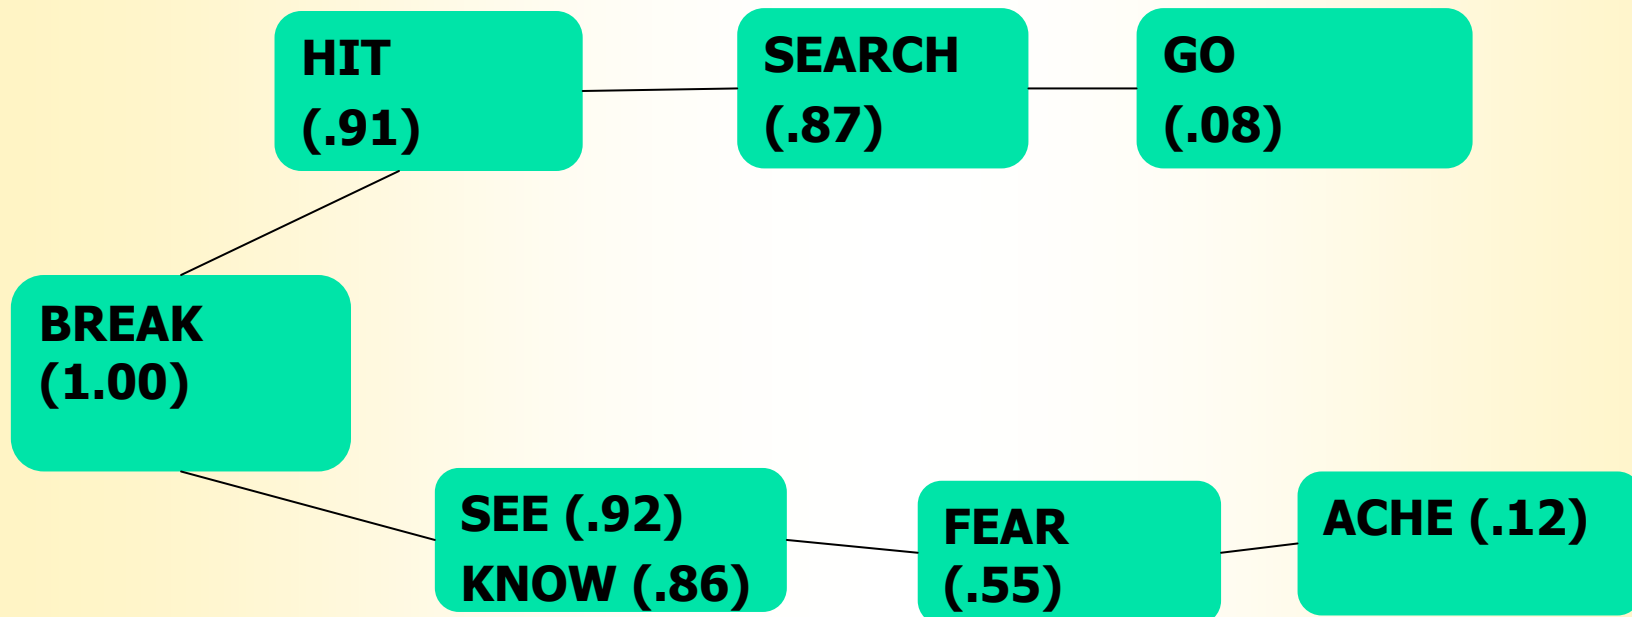 HIT
(.91)
SEARCH
(.87)
GO
(.08)
BREAK
(1.00)
SEE (.92)
KNOW (.86)
FEAR
(.55)
ACHE (.12)